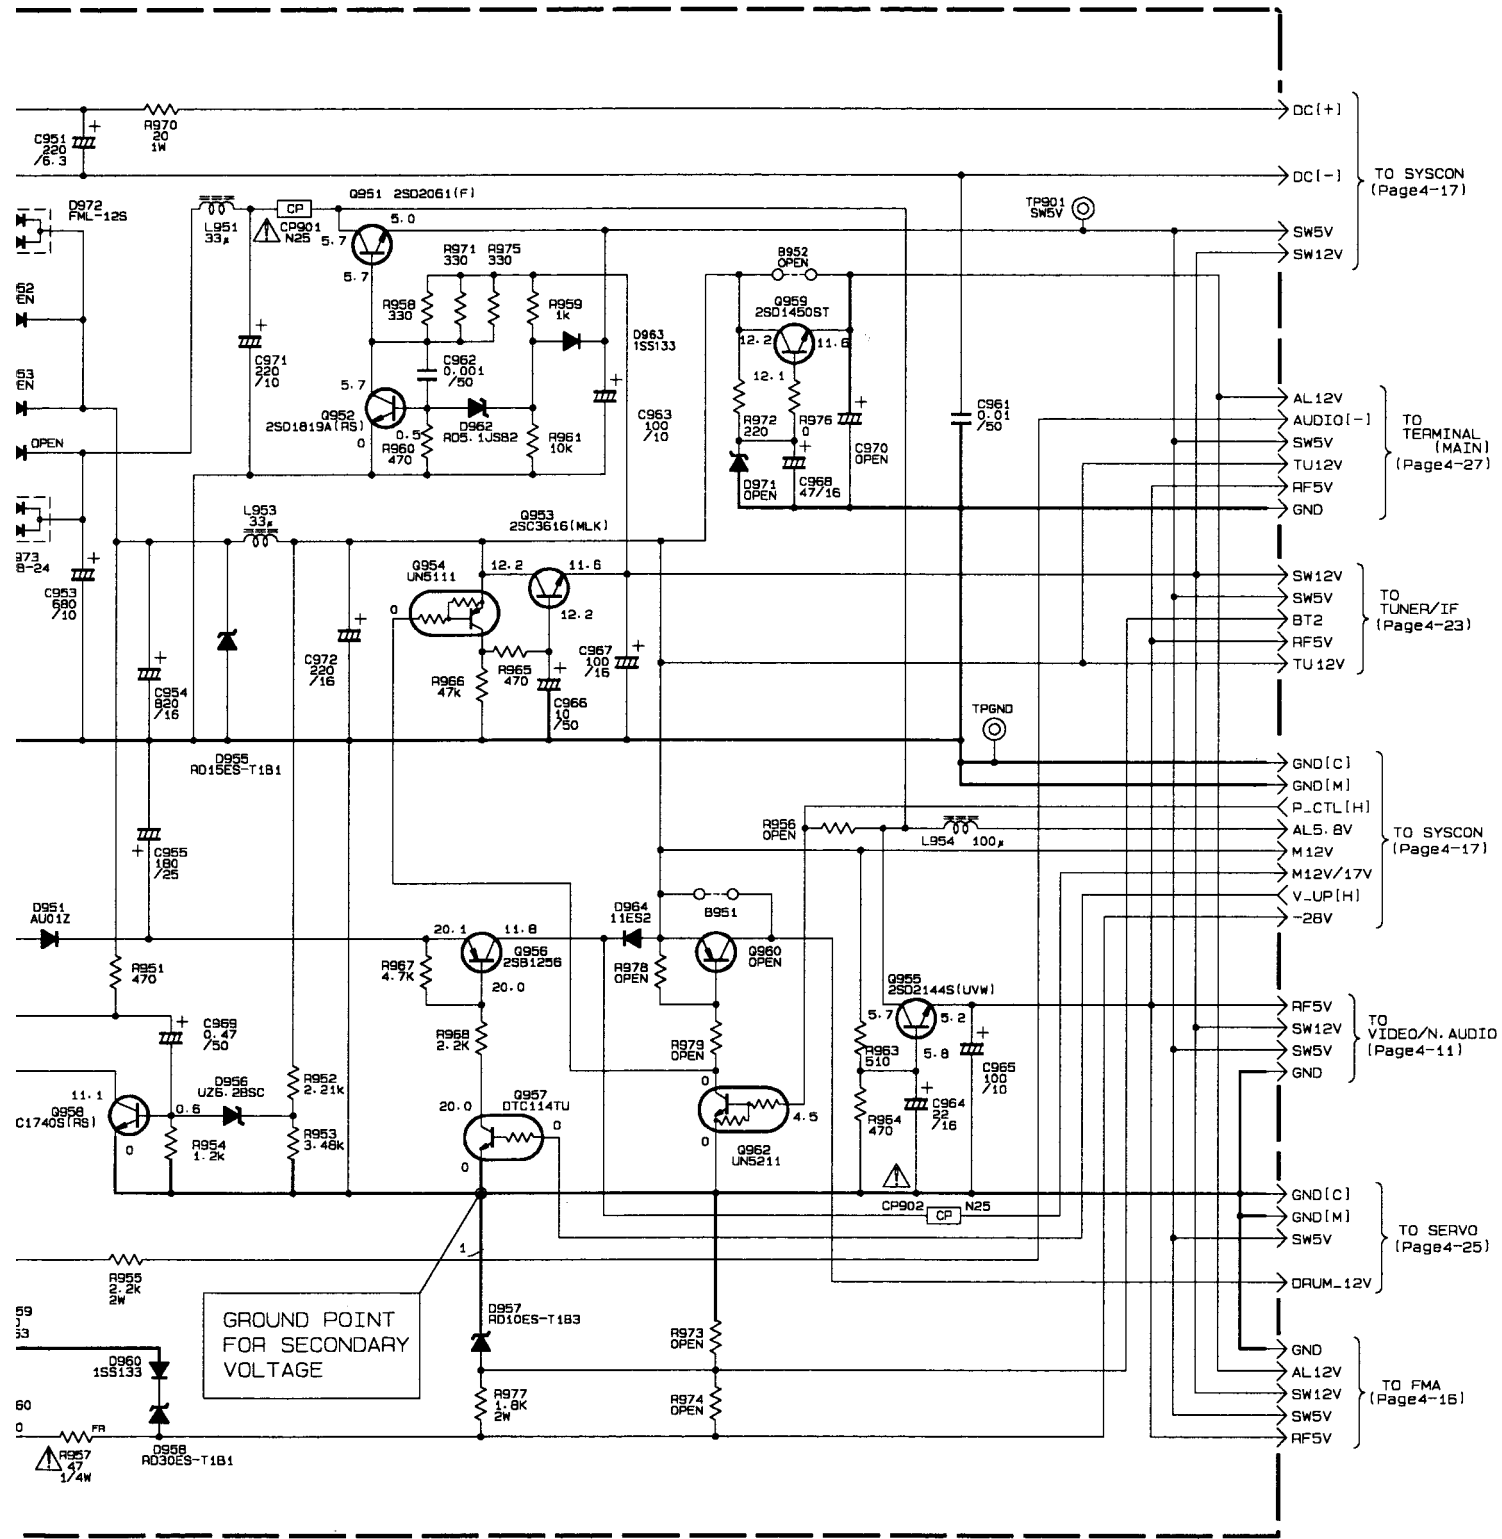 C951
220
/6.3
R970
20
1W
DC[+]
DC[-]
TO SYSCON
(Page4-17)
D972
FML-12S
L951
33µ
CP
CP901
N25
Q951 2SD2061(F)
5.0
5.7
5.7
TP901
SW5V
SW5V
SW12V
R971
330
R975
330
R958
330
R959
1k
D963
1SS133
B952
OPEN
Q959
2SD1450ST
12.2
11.6
12.1
52
EN
53
EN
OPEN
C971
220
/10
5.7
Q952
2SD1819A(RS)
0
0.5
C962
0.001
/50
D962
RD5.1JSB2
R960
470
R961
10k
C963
100
/10
R972
220
R976
0
C970
OPEN
D971
OPEN
C968
47/16
C961
0.01
/50
AL12V
AUDIO[-]
SW5V
TU12V
RF5V
GND
TO
TERMINAL
(MAIN)
(Page4-27)
973
B-24
C953
680
/10
L953
33µ
Q953
2SC3616(MLK)
Q954
UN5111
0
12.2
11.6
12.2
C954
820
/16
C972
220
/16
R966
47k
R965
470
C966
10
/50
C967
100
/16
SW12V
SW5V
BT2
RF5V
TU12V
TO
TUNER/IF
(Page4-23)
D955
RD15ES-T1B1
TPGND
C955
180
/25
R956
OPEN
L954 100µ
GND[C]
GND[M]
P_CTL[H]
AL5.8V
M12V
M12V/17V
V_UP[H]
-28V
TO SYSCON
(Page4-17)
D951
AU01Z
R951
470
20.1
11.8
Q956
2SB1256
20.0
R967
4.7K
D964
11ES2
B951
R978
OPEN
Q960
OPEN
Q955
2SD2144S(UVW)
5.7
5.2
5.8
C969
0.47
/50
R968
2.2K
R979
OPEN
R963
510
C965
100
/10
RF5V
SW12V
SW5V
GND
TO
VIDEO/N.AUDIO
(Page4-11)
11.1
Q958
C1740S(RS)
0
0.6
D956
UZ6.2BSC
R952
2.21k
R954
1.2k
R953
3.48k
20.0
Q957
DTC114TU
0
0
0
4.5
0
Q962
UN5211
R964
470
C964
22
/16
CP902
CP
N25
GND[C]
GND[M]
SW5V
DRUM_12V
TO SERVO
(Page4-25)
R955
2.2k
2W
1
GROUND POINT
FOR SECONDARY
VOLTAGE
D957
RD10ES-T1B3
R973
OPEN
59
53
D960
1SS133
R977
1.8K
2W
R974
OPEN
GND
AL12V
SW12V
SW5V
RF5V
TO FMA
(Page4-16)
60
0
FR
R957
47
1/4W
D958
RD30ES-T1B1